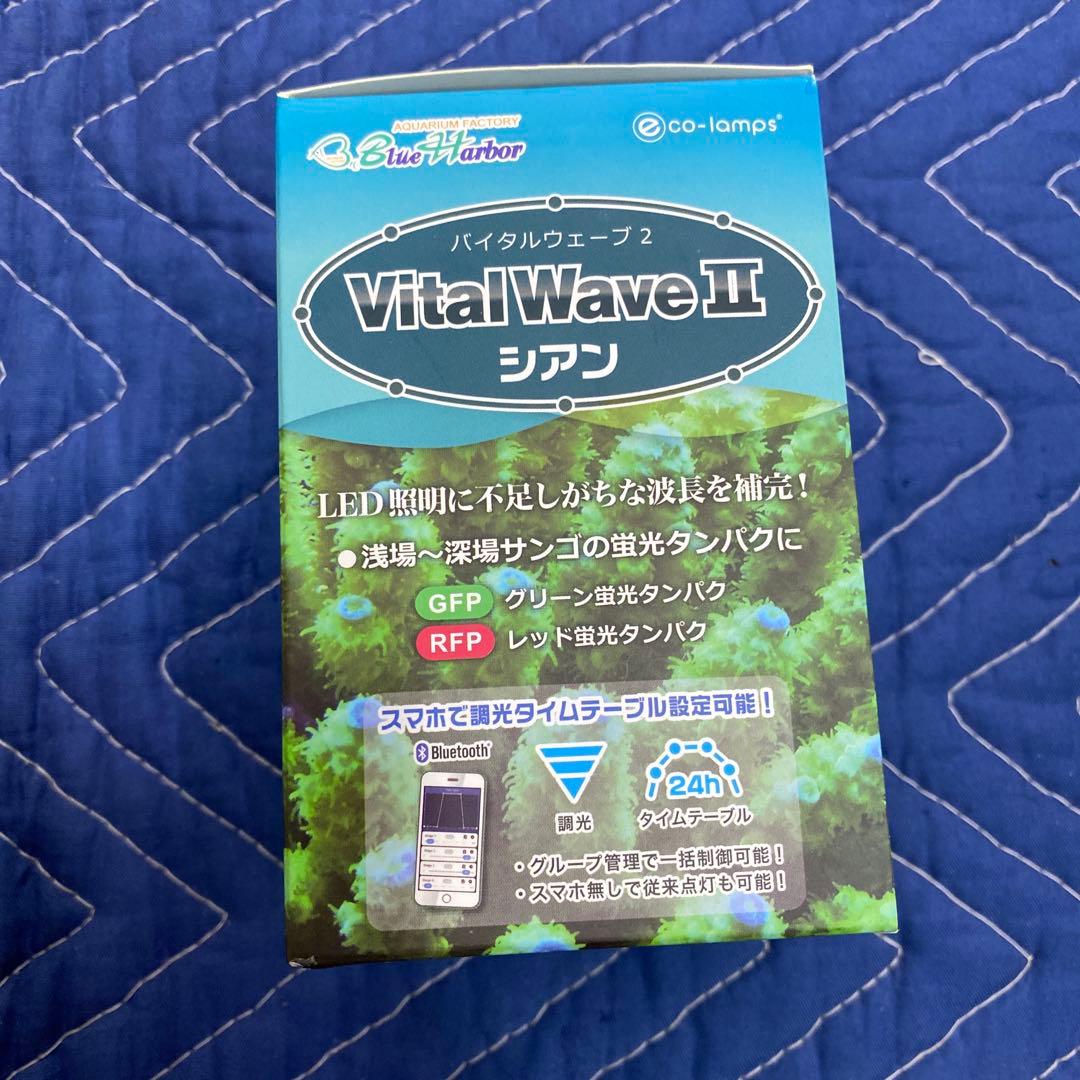 AQUARIUM FACTORY
Blue Harbor
eco-lamps®
バイタルウェーブ 2
Vital Wave II
シアン
LED 照明に不足しがちな波長を補完！
●浅場～深場サンゴの蛍光タンパクに
GFP グリーン蛍光タンパク
RFP レッド蛍光タンパク
スマホで調光タイムテーブル設定可能！
Bluetooth®
24h
調光
タイムテーブル
・グループ管理で一括制御可能！
・スマホ無しで従来点灯も可能！